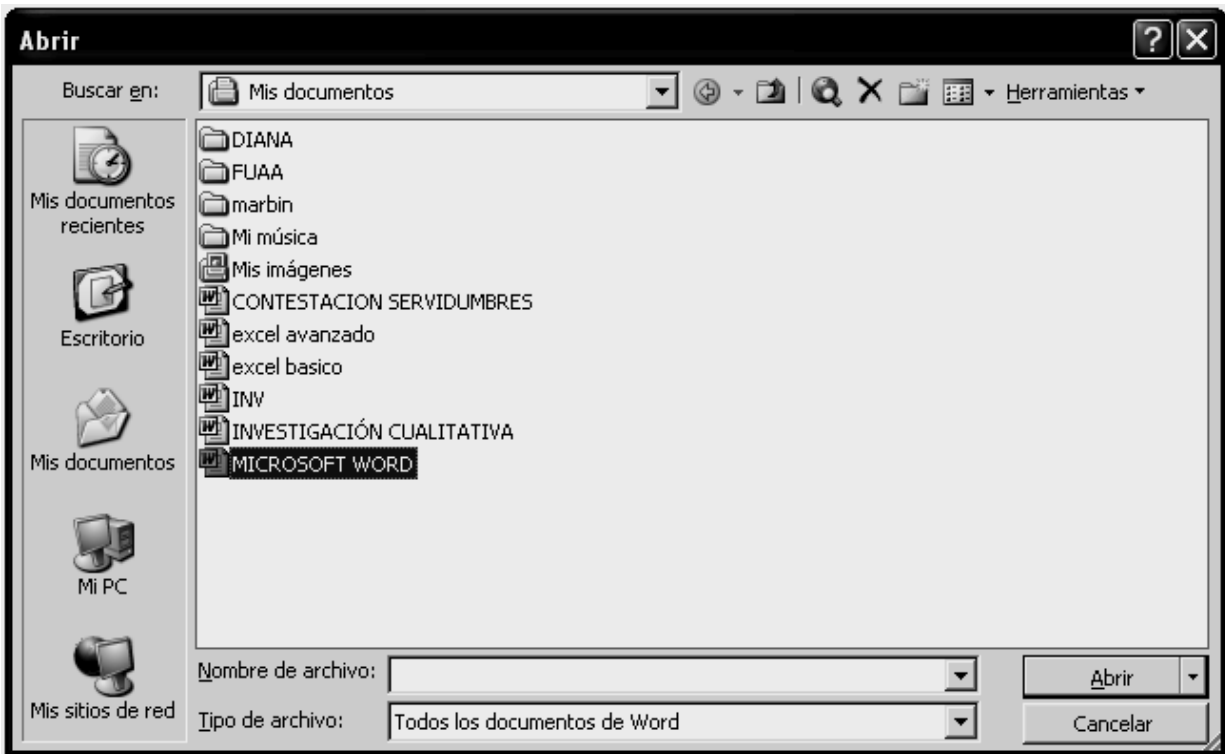 Abrir
Buscar en:
Mis documentos
Herramientas
Mis documentos
recientes
Escritorio
Mis documentos
Mi PC
Mis sitios de red
DIANA
FUAA
marbin
Mi música
Mis imágenes
CONTESTACION SERVIDUMBRES
excel avanzado
excel basico
INV
INVESTIGACIÓN CUALITATIVA
MICROSOFT WORD
Nombre de archivo:
Abrir
Tipo de archivo:
Todos los documentos de Word
Cancelar